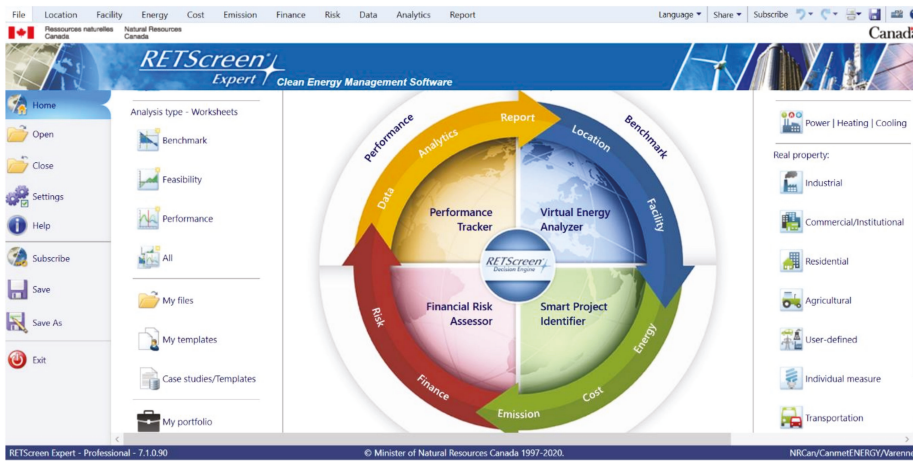 File Location Facility Energy Cost Emission Finance Risk Data Analytics Report Language Share Subscribe
Ressources naturelles Natural Resources
Canada Canada
Canada
RETScreen
Expert Clean Energy Management Software
Home
Open
Close
Settings
Help
Subscribe
Save
Save As
Exit
Analysis type - Worksheets
Benchmark
Feasibility
Performance
All
My files
My templates
Case studies/Templates
My portfolio
Performance
Benchmark
Data Analytics Report
Location Facility
Performance
Tracker
Virtual Energy
Analyzer
RETScreen
Decision Engine
Financial Risk
Assessor
Smart Project
Identifier
Risk Finance
Emission Cost Energy
Power | Heating | Cooling
Real property:
Industrial
Commercial/Institutional
Residential
Agricultural
User-defined
Individual measure
Transportation
RETScreen Expert - Professional - 7.1.0.90 © Minister of Natural Resources Canada 1997-2020. NRCan/CanmetENERGY/Varenne